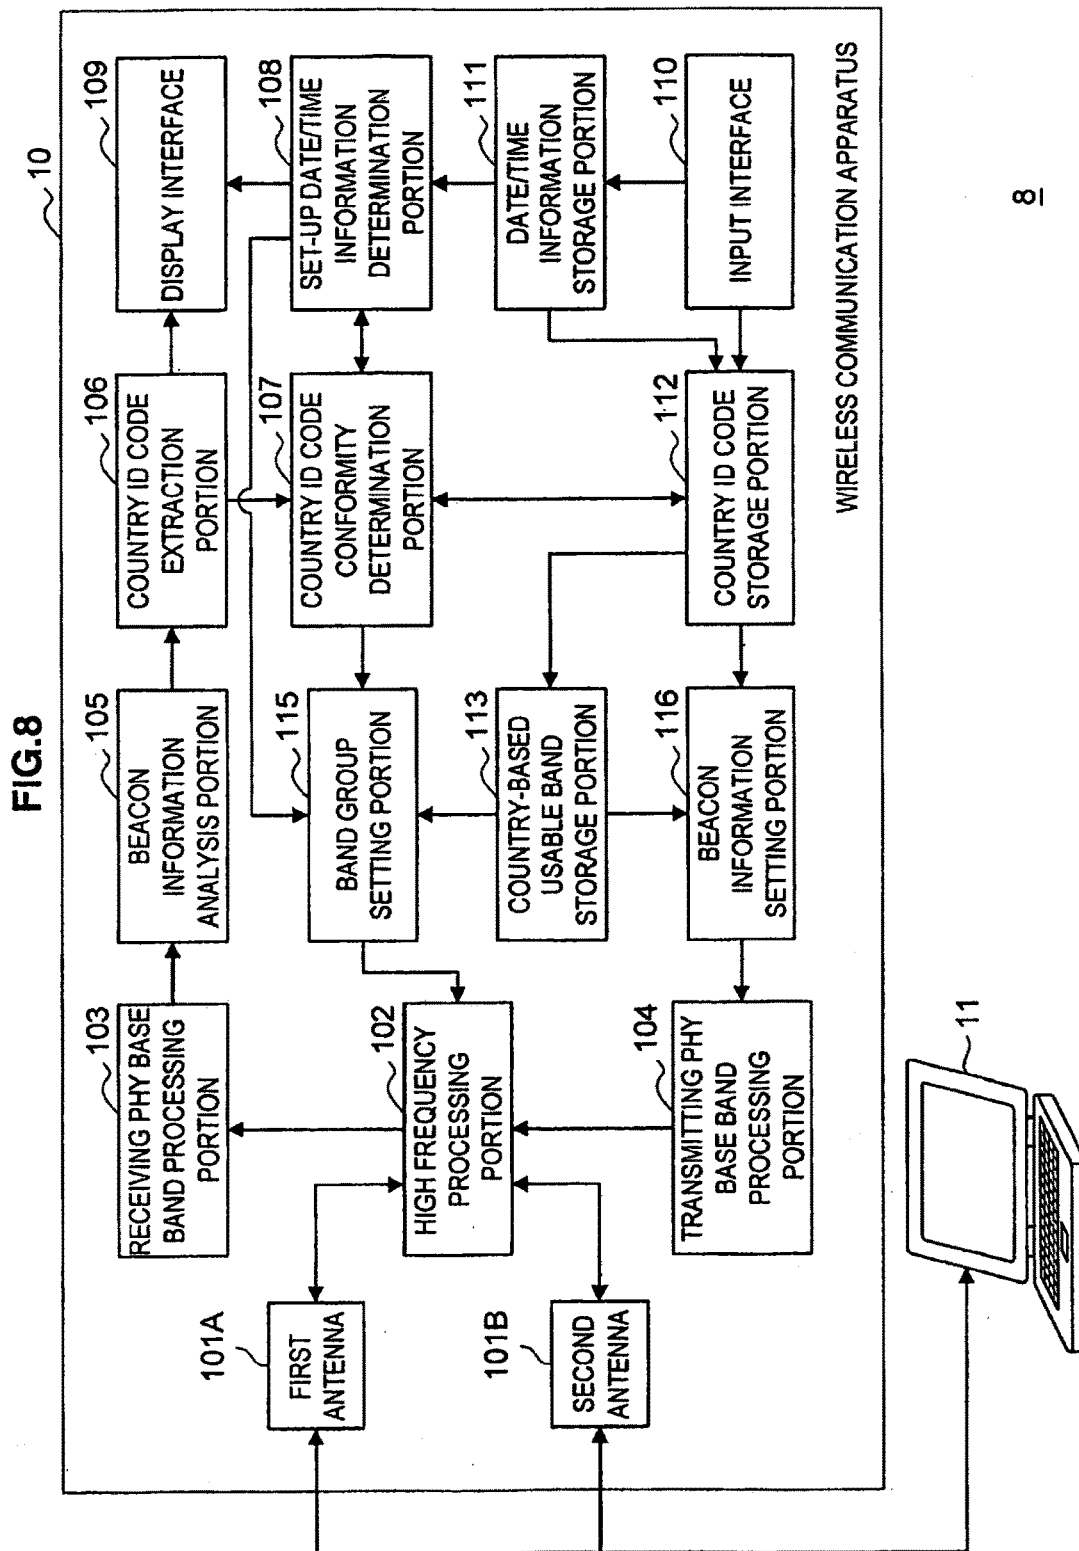 FIG.8
10
101A
FIRST
ANTENNA
101B
SECOND
ANTENNA
103
RECEIVING PHY BASE
BAND PROCESSING
PORTION
102
HIGH FREQUENCY
PROCESSING
PORTION
104
TRANSMITTING PHY
BASE BAND
PROCESSING
PORTION
105
BEACON
INFORMATION
ANALYSIS PORTION
115
BAND GROUP
SETTING PORTION
113
COUNTRY-BASED
USABLE BAND
STORAGE PORTION
116
BEACON
INFORMATION
SETTING PORTION
106
COUNTRY ID CODE
EXTRACTION
PORTION
107
COUNTRY ID CODE
CONFORMITY
DETERMINATION
PORTION
112
COUNTRY ID CODE
STORAGE PORTION
109
DISPLAY INTERFACE
108
SET-UP DATE/TIME
INFORMATION
DETERMINATION
PORTION
111
DATE/TIME
INFORMATION
STORAGE PORTION
110
INPUT INTERFACE
WIRELESS COMMUNICATION APPARATUS
11
8